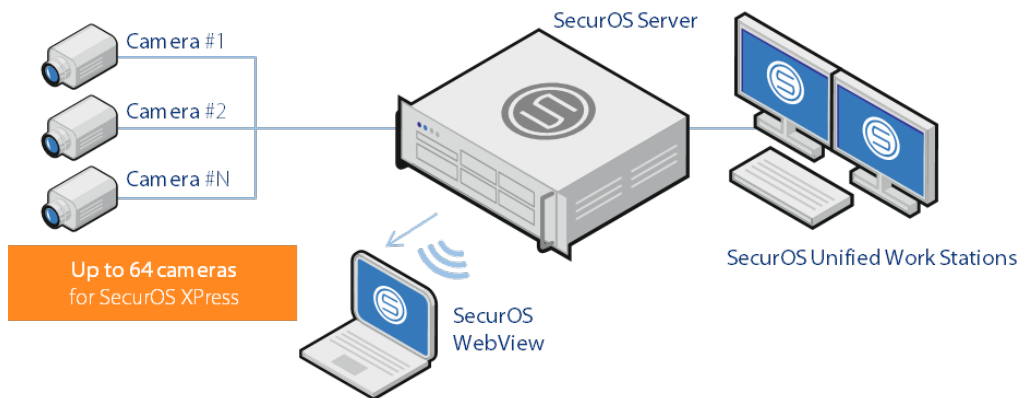 SecurOS Server
Camera #1
Camera #2
Camera #N
Up to 64 cameras
for SecurOS XPress
SecurOS
WebView
SecurOS Unified Work Stations